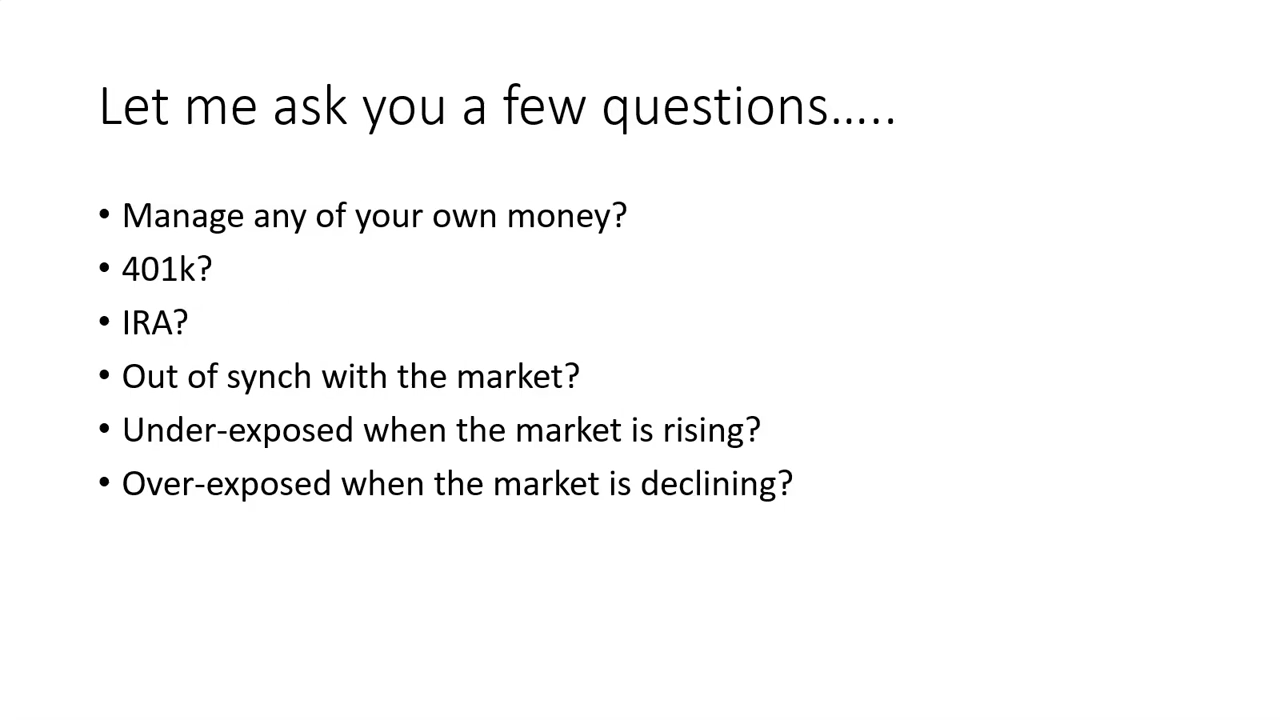 Let me ask you a few questions…..
• Manage any of your own money?
• 401k?
• IRA?
• Out of synch with the market?
• Under-exposed when the market is rising?
• Over-exposed when the market is declining?